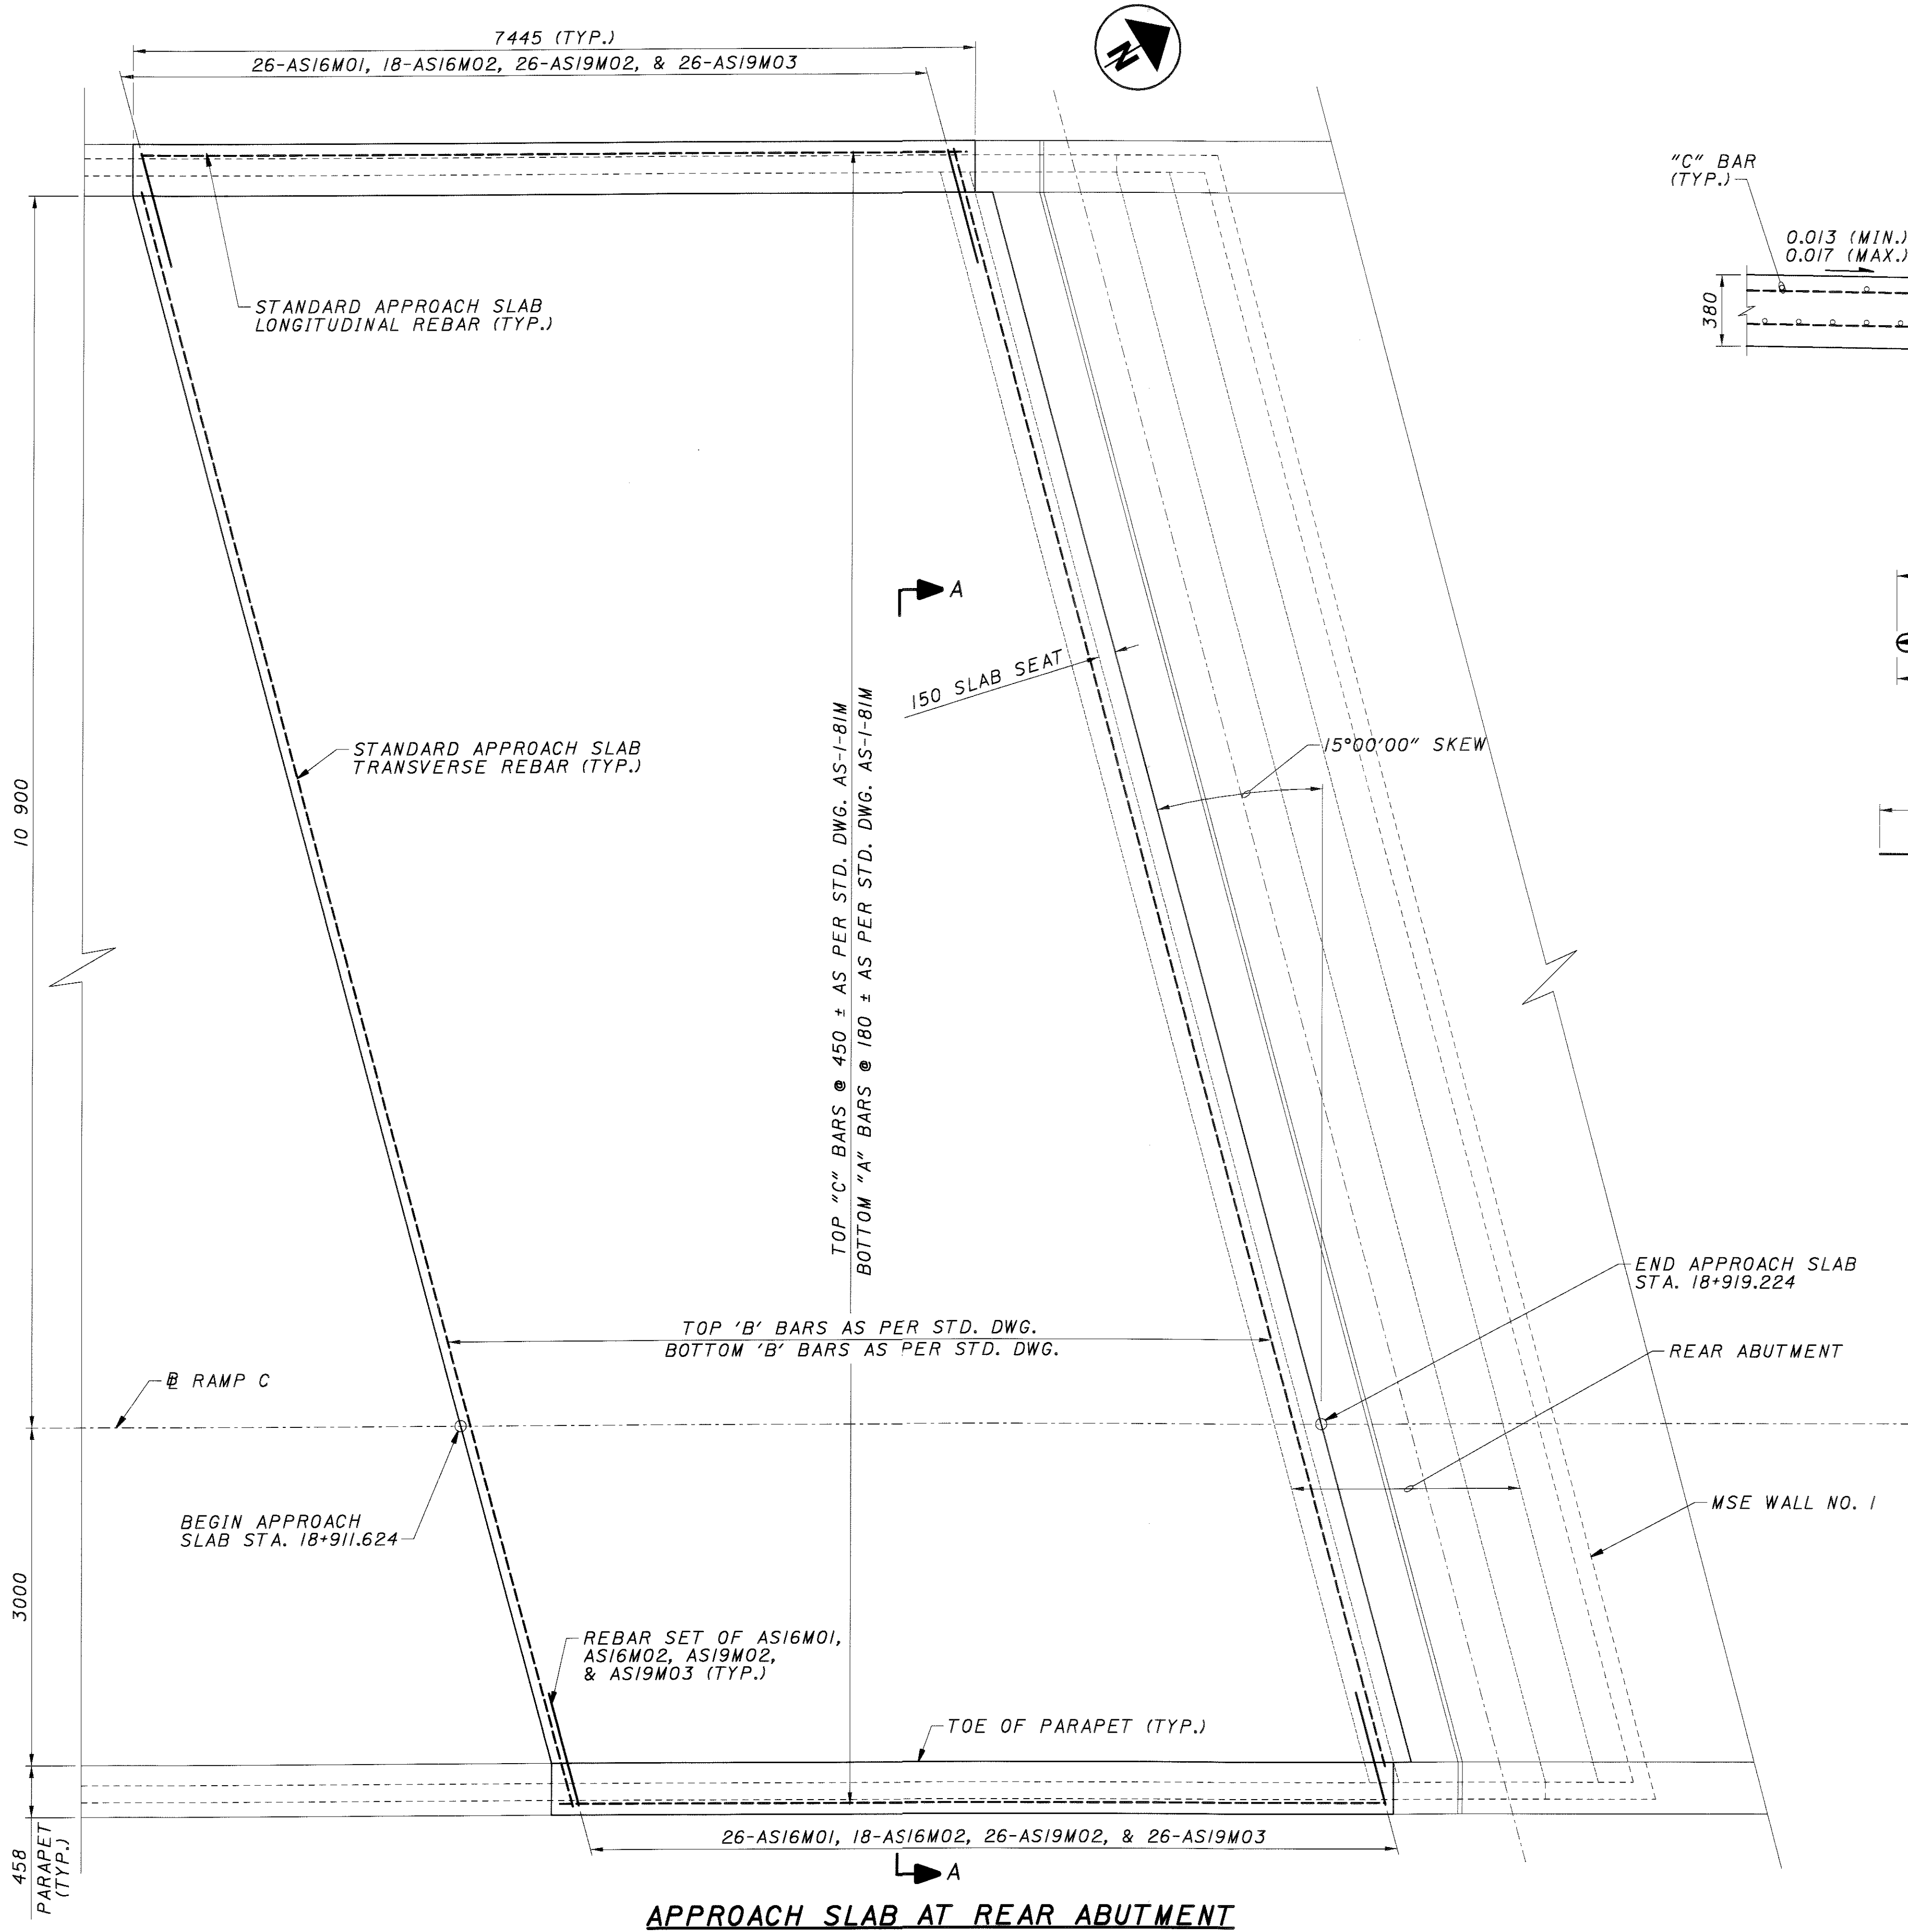 7445 (TYP.)
26-AS16M01, 18-AS16M02, 26-AS19M02, & 26-AS19M03
N
"C" BAR
(TYP.)
0.013 (MIN.)
0.017 (MAX.)
380
STANDARD APPROACH SLAB
LONGITUDINAL REBAR (TYP.)
A
150 SLAB SEAT
15°00'00" SKEW
STANDARD APPROACH SLAB
TRANSVERSE REBAR (TYP.)
10 900
TOP "C" BARS @ 450 ± AS PER STD. DWG. AS-1-81M
BOTTOM "A" BARS @ 180 ± AS PER STD. DWG. AS-1-81M
END APPROACH SLAB
STA. 18+919.224
TOP 'B' BARS AS PER STD. DWG.
BOTTOM 'B' BARS AS PER STD. DWG.
REAR ABUTMENT
RAMP C
BEGIN APPROACH
SLAB STA. 18+911.624
MSE WALL NO. 1
3000
REBAR SET OF AS16M01,
AS16M02, AS19M02,
& AS19M03 (TYP.)
TOE OF PARAPET (TYP.)
458
PARAPET
(TYP.)
26-AS16M01, 18-AS16M02, 26-AS19M02, & 26-AS19M03
A
APPROACH SLAB AT REAR ABUTMENT